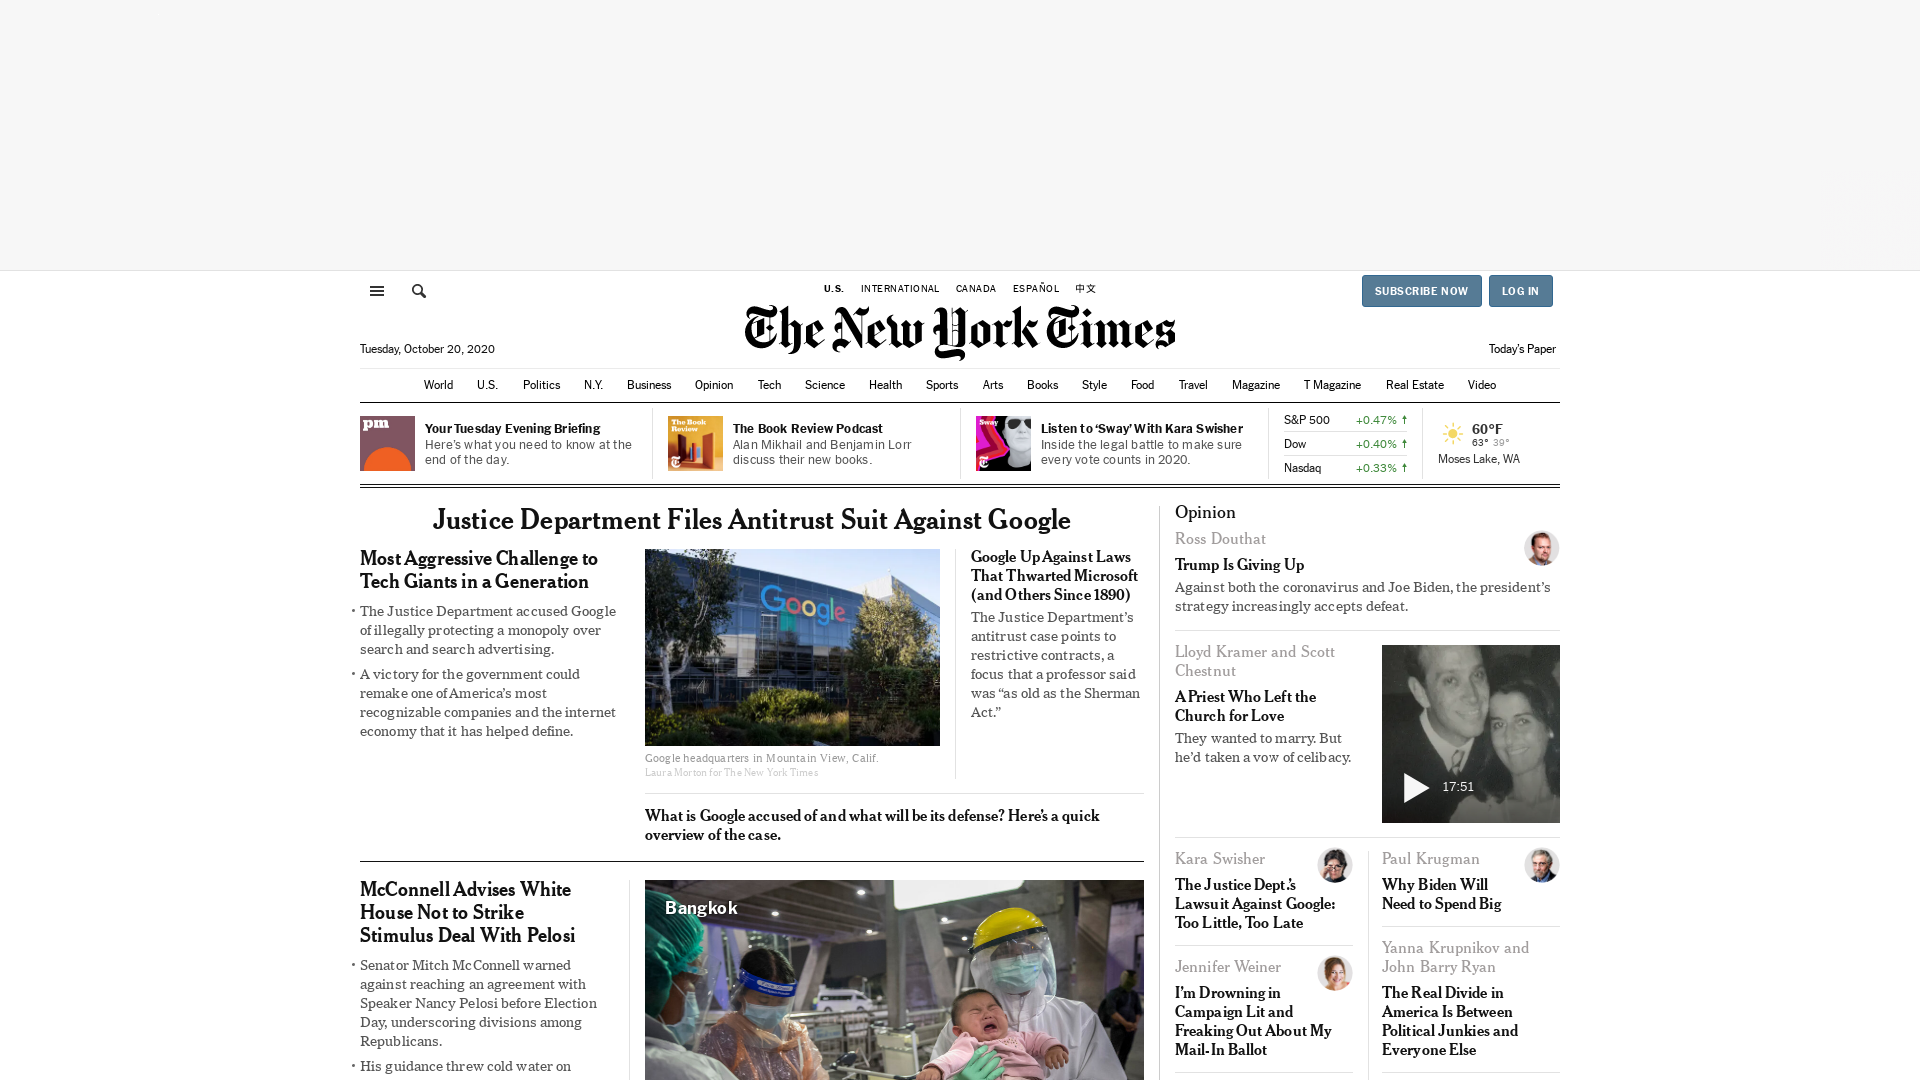 U.S.
INTERNATIONAL
CANADA
ESPAÑOL
中文
SUBSCRIBE NOW
LOG IN
Tuesday, October 20, 2020
The New York Times
Today’s Paper
World
U.S.
Politics
N.Y.
Business
Opinion
Tech
Science
Health
Sports
Arts
Books
Style
Food
Travel
Magazine
T Magazine
Real Estate
Video
pm
Your Tuesday Evening Briefing
Here’s what you need to know at the
end of the day.
The Book
Review
The Book Review Podcast
Alan Mikhail and Benjamin Lorr
discuss their new books.
Sway
Listen to ‘Sway’ With Kara Swisher
Inside the legal battle to make sure
every vote counts in 2020.
S&P 500 +0.47%
Dow +0.40%
Nasdaq +0.33%
60°F
63° 39°
Moses Lake, WA
Justice Department Files Antitrust Suit Against Google
Most Aggressive Challenge to
Tech Giants in a Generation
• The Justice Department accused Google
of illegally protecting a monopoly over
search and search advertising.
• A victory for the government could
remake one of America’s most
recognizable companies and the internet
economy that it has helped define.
Google
Google headquarters in Mountain View, Calif.
Laura Morton for The New York Times
Google Up Against Laws
That Thwarted Microsoft
(and Others Since 1890)
The Justice Department’s
antitrust case points to
restrictive contracts, a
focus that a professor said
was “as old as the Sherman
Act.”
What is Google accused of and what will be its defense? Here’s a quick
overview of the case.
McConnell Advises White
House Not to Strike
Stimulus Deal With Pelosi
• Senator Mitch McConnell warned
against reaching an agreement with
Speaker Nancy Pelosi before Election
Day, underscoring divisions among
Republicans.
• His guidance threw cold water on
Bangkok
Opinion
Ross Douthat
Trump Is Giving Up
Against both the coronavirus and Joe Biden, the president’s
strategy increasingly accepts defeat.
Lloyd Kramer and Scott
Chestnut
A Priest Who Left the
Church for Love
They wanted to marry. But
he’d taken a vow of celibacy.
17:51
Kara Swisher
The Justice Dept.’s
Lawsuit Against Google:
Too Little, Too Late
Paul Krugman
Why Biden Will
Need to Spend Big
Jennifer Weiner
I’m Drowning in
Campaign Lit and
Freaking Out About My
Mail-In Ballot
Yanna Krupnikov and
John Barry Ryan
The Real Divide in
America Is Between
Political Junkies and
Everyone Else